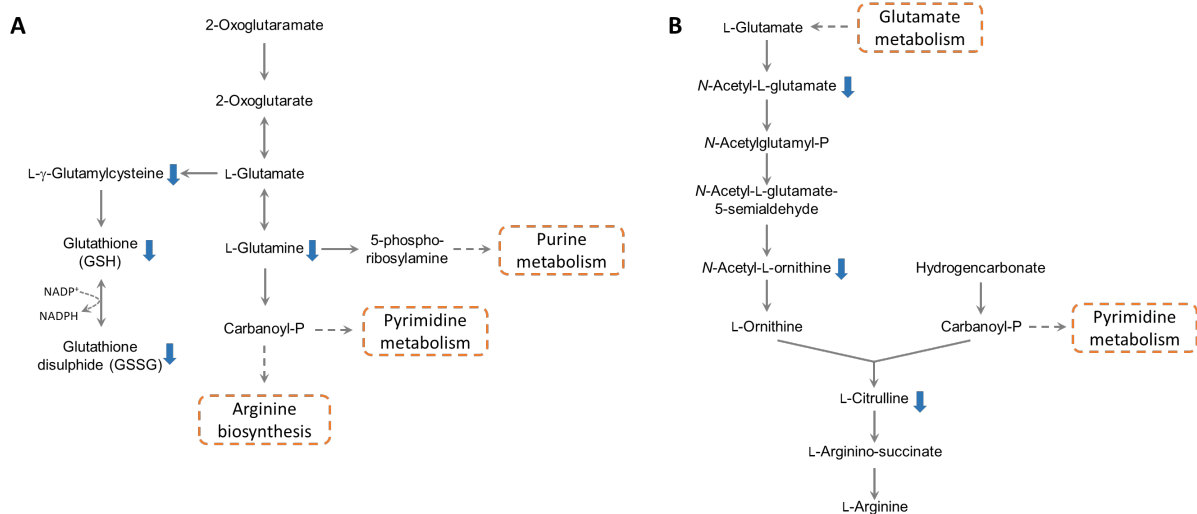 A
2-Oxoglutaramate
2-Oxoglutarate
L-γ-Glutamylcysteine
L-Glutamate
Glutathione
(GSH)
L-Glutamine
5-phospho-
ribosylamine
Purine
metabolism
NADP+
NADPH
Glutathione
disulphide (GSSG)
Carbanoyl-P
Pyrimidine
metabolism
Arginine
biosynthesis
B
L-Glutamate
Glutamate
metabolism
N-Acetyl-L-glutamate
N-Acetylglutamyl-P
N-Acetyl-L-glutamate-
5-semialdehyde
N-Acetyl-L-ornithine
Hydrogencarbonate
L-Ornithine
Carbanoyl-P
Pyrimidine
metabolism
L-Citrulline
L-Arginino-succinate
L-Arginine